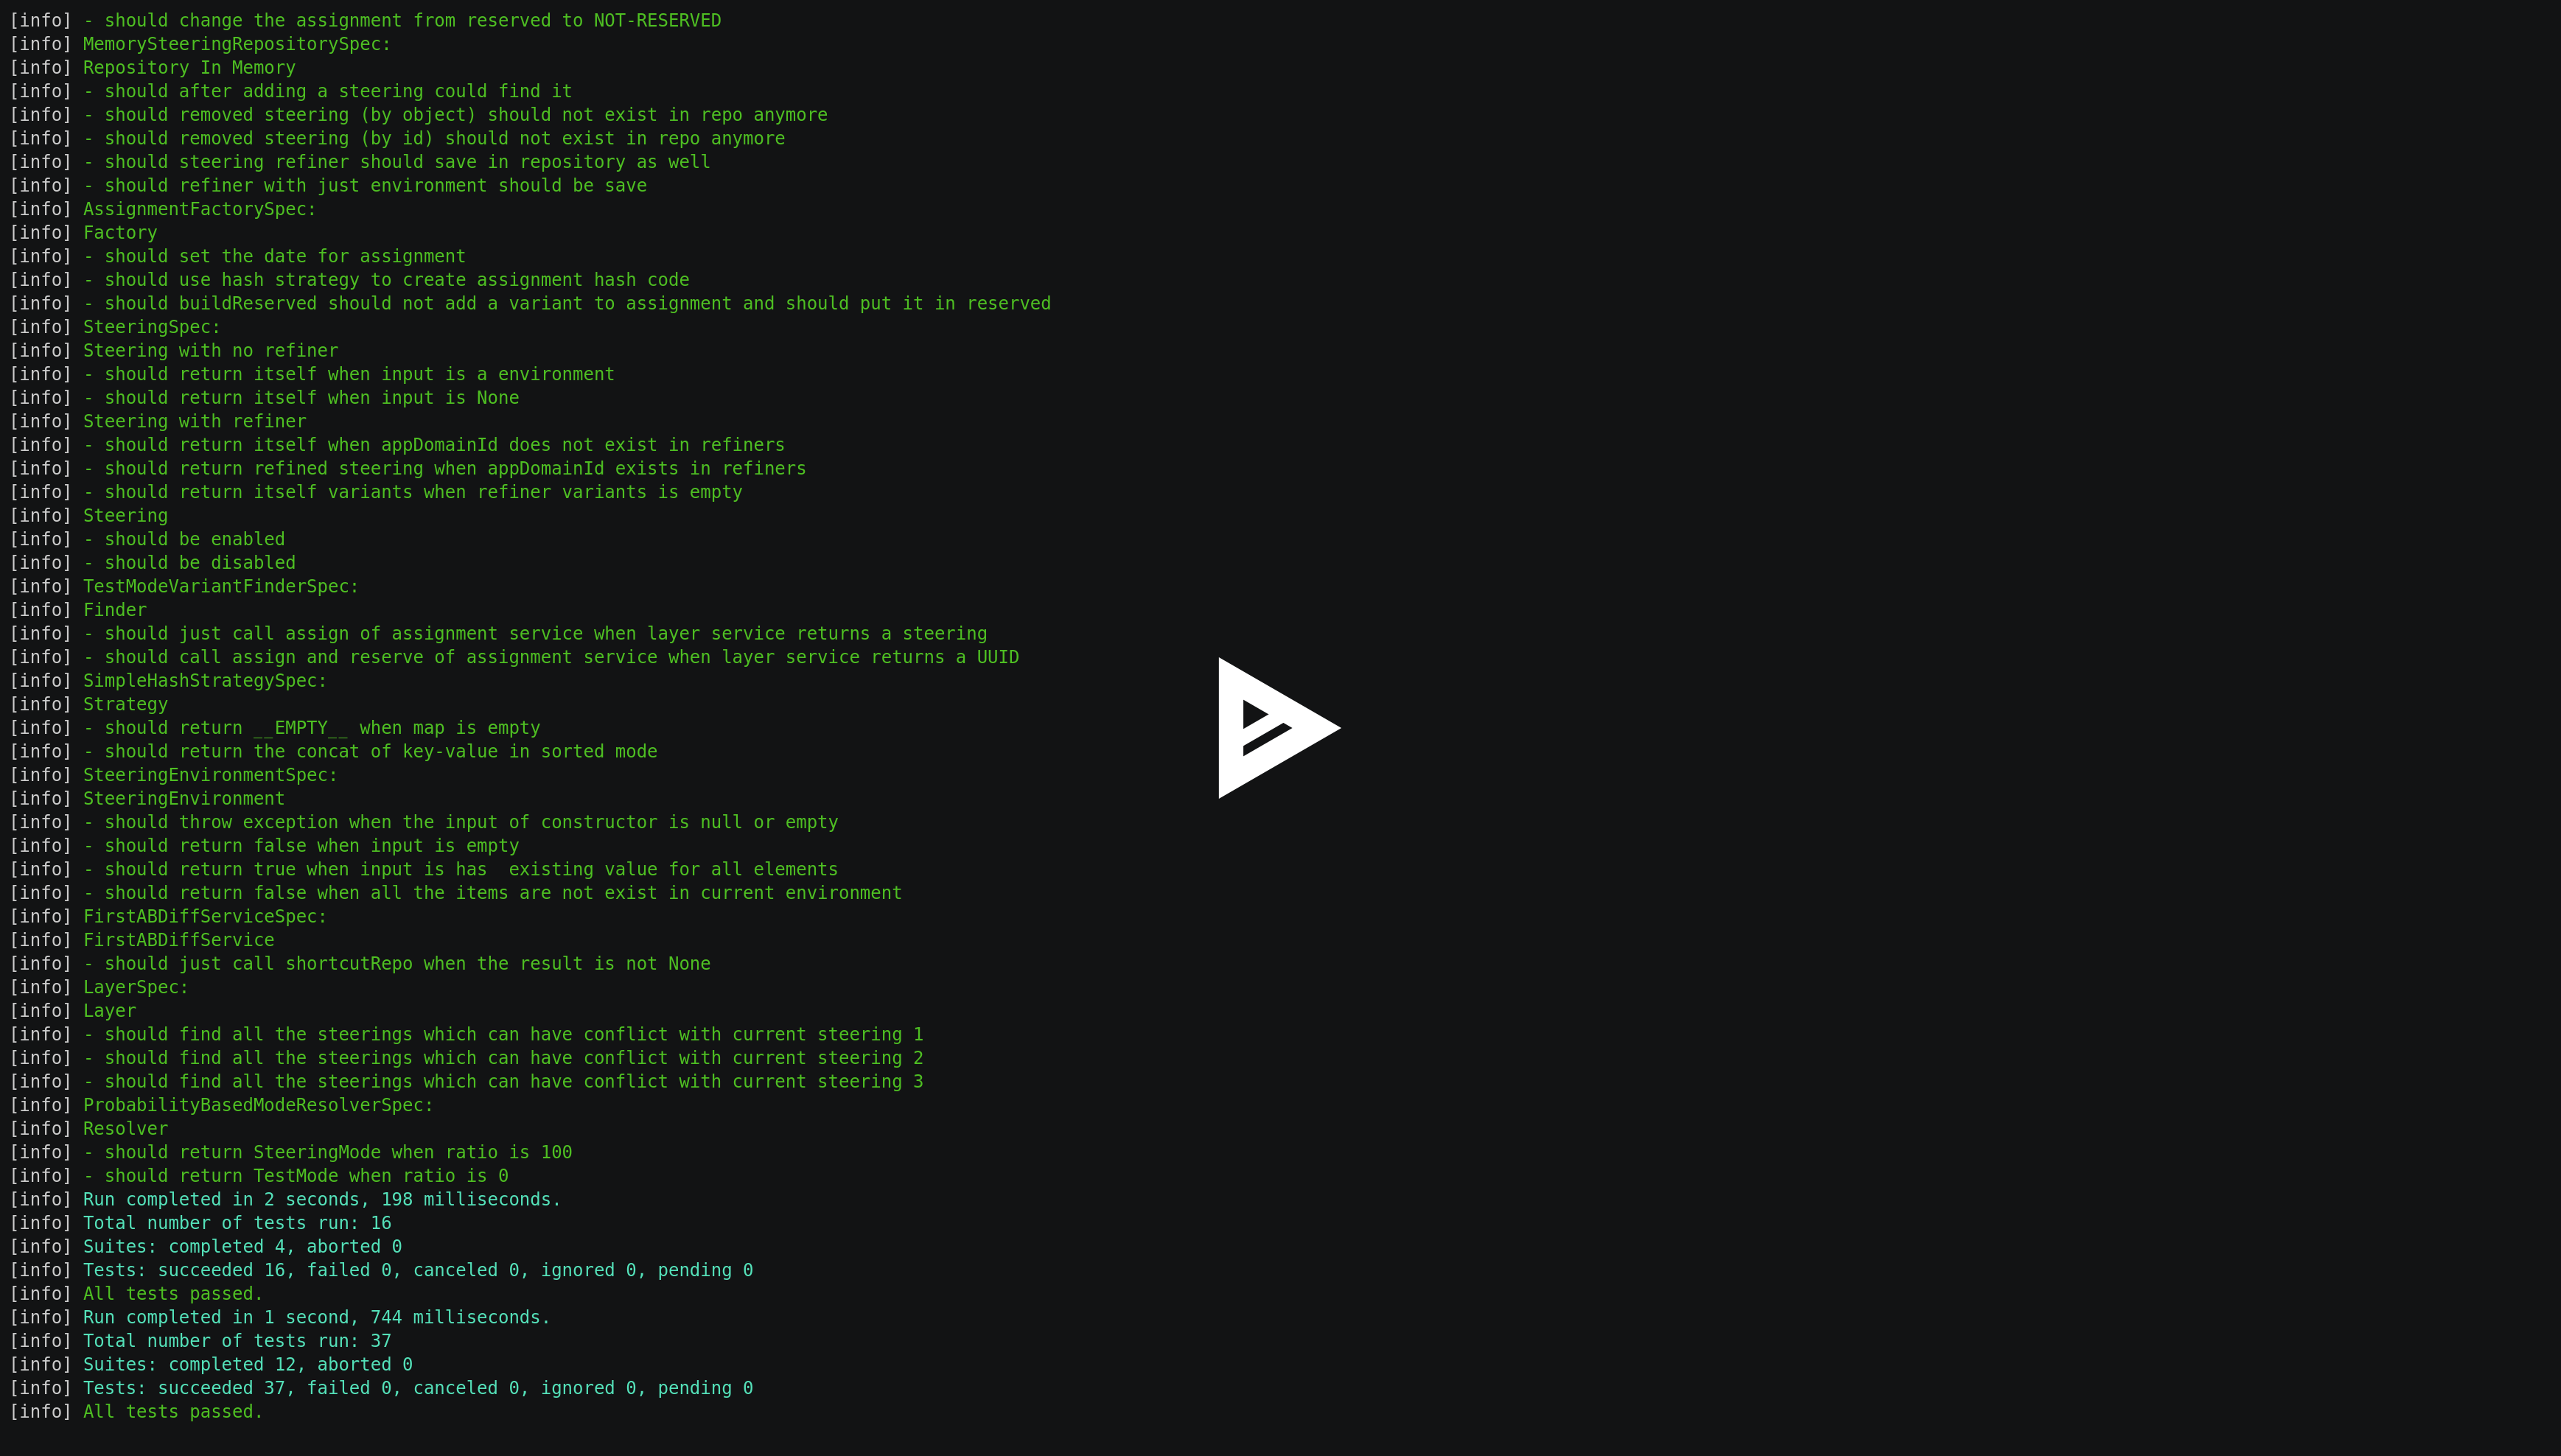 [info] - should change the assignment from reserved to NOT-RESERVED
[info] MemorySteeringRepositorySpec:
[info] Repository In Memory
[info] - should after adding a steering could find it
[info] - should removed steering (by object) should not exist in repo anymore
[info] - should removed steering (by id) should not exist in repo anymore
[info] - should steering refiner should save in repository as well
[info] - should refiner with just environment should be save
[info] AssignmentFactorySpec:
[info] Factory
[info] - should set the date for assignment
[info] - should use hash strategy to create assignment hash code
[info] - should buildReserved should not add a variant to assignment and should put it in reserved
[info] SteeringSpec:
[info] Steering with no refiner
[info] - should return itself when input is a environment
[info] - should return itself when input is None
[info] Steering with refiner
[info] - should return itself when appDomainId does not exist in refiners
[info] - should return refined steering when appDomainId exists in refiners
[info] - should return itself variants when refiner variants is empty
[info] Steering
[info] - should be enabled
[info] - should be disabled
[info] TestModeVariantFinderSpec:
[info] Finder
[info] - should just call assign of assignment service when layer service returns a steering
[info] - should call assign and reserve of assignment service when layer service returns a UUID
[info] SimpleHashStrategySpec:
[info] Strategy
[info] - should return __EMPTY__ when map is empty
[info] - should return the concat of key-value in sorted mode
[info] SteeringEnvironmentSpec:
[info] SteeringEnvironment
[info] - should throw exception when the input of constructor is null or empty
[info] - should return false when input is empty
[info] - should return true when input is has  existing value for all elements
[info] - should return false when all the items are not exist in current environment
[info] FirstABDiffServiceSpec:
[info] FirstABDiffService
[info] - should just call shortcutRepo when the result is not None
[info] LayerSpec:
[info] Layer
[info] - should find all the steerings which can have conflict with current steering 1
[info] - should find all the steerings which can have conflict with current steering 2
[info] - should find all the steerings which can have conflict with current steering 3
[info] ProbabilityBasedModeResolverSpec:
[info] Resolver
[info] - should return SteeringMode when ratio is 100
[info] - should return TestMode when ratio is 0
[info] Run completed in 2 seconds, 198 milliseconds.
[info] Total number of tests run: 16
[info] Suites: completed 4, aborted 0
[info] Tests: succeeded 16, failed 0, canceled 0, ignored 0, pending 0
[info] All tests passed.
[info] Run completed in 1 second, 744 milliseconds.
[info] Total number of tests run: 37
[info] Suites: completed 12, aborted 0
[info] Tests: succeeded 37, failed 0, canceled 0, ignored 0, pending 0
[info] All tests passed.